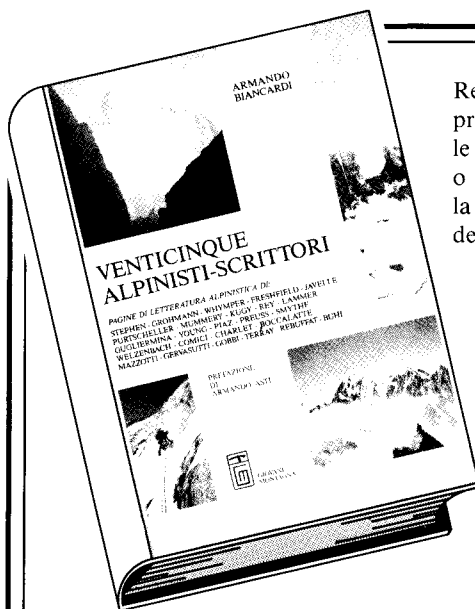 ARMANDO
BIANCARDI
VENTICINQUE
ALPINISTI-SCRITTORI
PAGINE DI LETTERATURA ALPINISTICA DI:
STEPHEN - GROHMANN - WHYMPER - FRESHFIELD - JAVELLE
PURTSCHELLER - MUMMERY - KUGY - REY - LAMMER
GUGLIERMINA - YOUNG - PIAZ - PREUSS - SMYTHE
WELZENBACH - COMICI - CHARLET - BOCCALATTE
MAZZOTTI - GERVASUTTI - GOBBI - TERRAY - REBUFFAT - BUHL
PREFAZIONE
DI
ARMANDO ASTI
GIOVANE
MONTAGNA
Re
pr
le
o
la
de